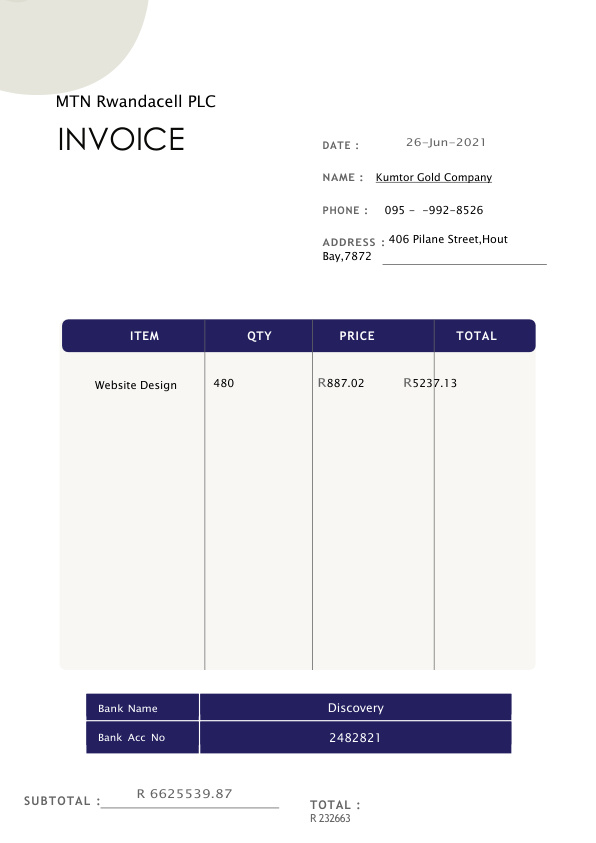 MTN Rwandacell PLC
INVOICE
DATE : 26-Jun-2021
NAME : Kumtor Gold Company
PHONE : 095 - -992-8526
ADDRESS : 406 Pilane Street,Hout
Bay,7872
ITEM QTY PRICE TOTAL
Website Design 480 R887.02 R5237.13
Bank Name Discovery
Bank Acc No 2482821
SUBTOTAL : R 6625539.87
TOTAL :
R 232663